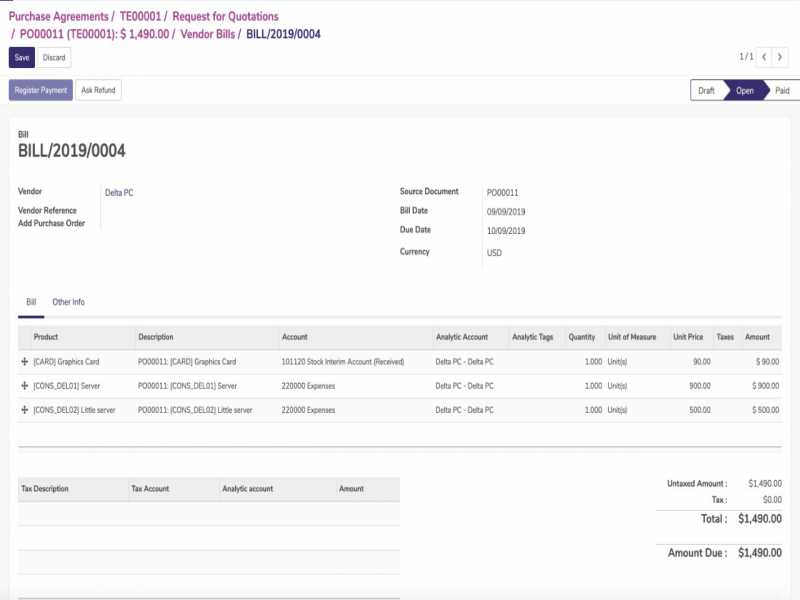 Purchase Agreements / TE00001 / Request for Quotations
/ PO00011 (TE00001): $ 1,490.00 / Vendor Bills / BILL/2019/0004
Save Discard 1 / 1
Register Payment Ask Refund Draft Open Paid
Bill
BILL/2019/0004
Vendor Delta PC Source Document PO00011
Vendor Reference Bill Date 09/09/2019
Add Purchase Order Due Date 10/09/2019
Currency USD
Bill Other Info
Product Description Account Analytic Account Analytic Tags Quantity Unit of Measure Unit Price Taxes Amount
[CARD] Graphics Card PO00011: [CARD] Graphics Card 101120 Stock Interim Account (Received) Delta PC - Delta PC 1.000 Unit(s) 90.00 $ 90.00
[CONS_DEL01] Server PO00011: [CONS_DEL01] Server 220000 Expenses Delta PC - Delta PC 1.000 Unit(s) 900.00 $ 900.00
[CONS_DEL02] Little server PO00011: [CONS_DEL02] Little server 220000 Expenses Delta PC - Delta PC 1.000 Unit(s) 500.00 $ 500.00
Tax Description Tax Account Analytic account Amount
Untaxed Amount : $1,490.00
Tax : $0.00
Total : $1,490.00
Amount Due : $1,490.00